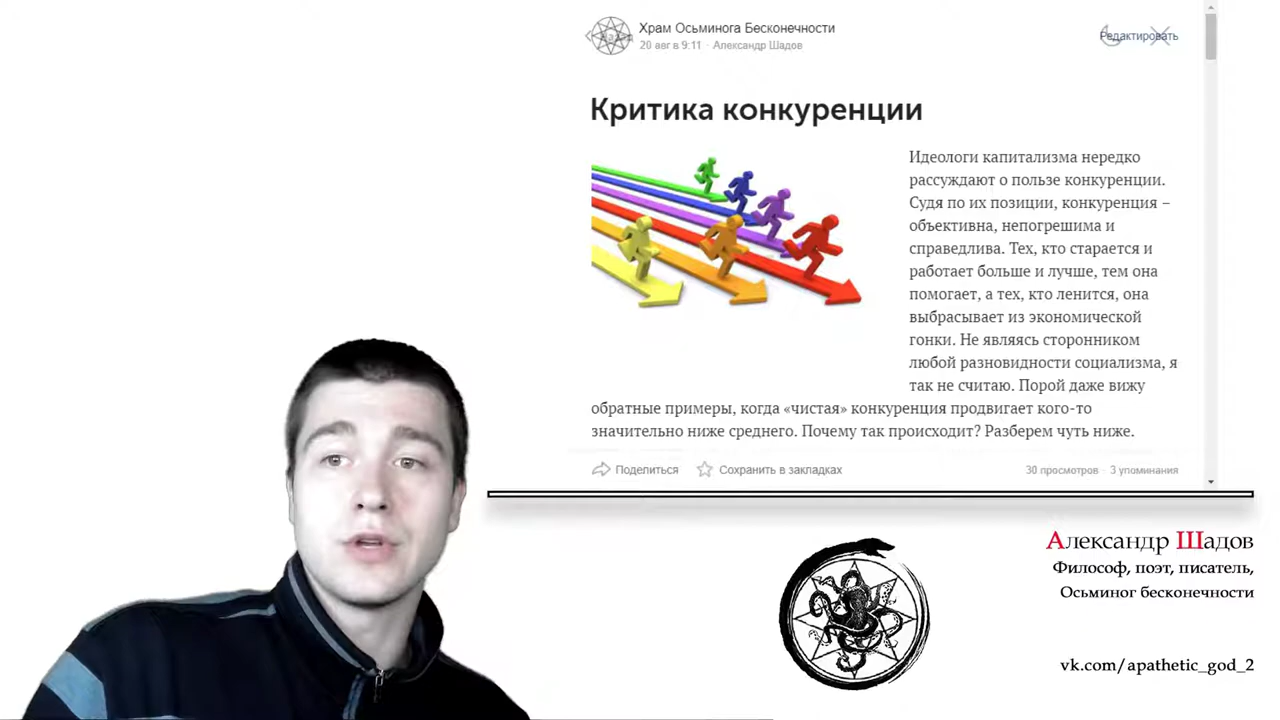 Храм Осьминога Бесконечности
20 авг в 9:11 · Александр Шадов
Редактировать
Критика конкуренции
Идеологи капитализма нередко
рассуждают о пользе конкуренции.
Судя по их позиции, конкуренция –
объективна, непогрешима и
справедлива. Тех, кто старается и
работает больше и лучше, тем она
помогает, а тех, кто ленится, она
выбрасывает из экономической
гонки. Не являясь сторонником
любой разновидности социализма, я
так не считаю. Порой даже вижу
обратные примеры, когда «чистая» конкуренция продвигает кого-то
значительно ниже среднего. Почему так происходит? Разберем чуть ниже.
Поделиться
Сохранить в закладках
30 просмотров · 3 упоминания
Александр Шадов
Философ, поэт, писатель,
Осьминог бесконечности
vk.com/apathetic_god_2